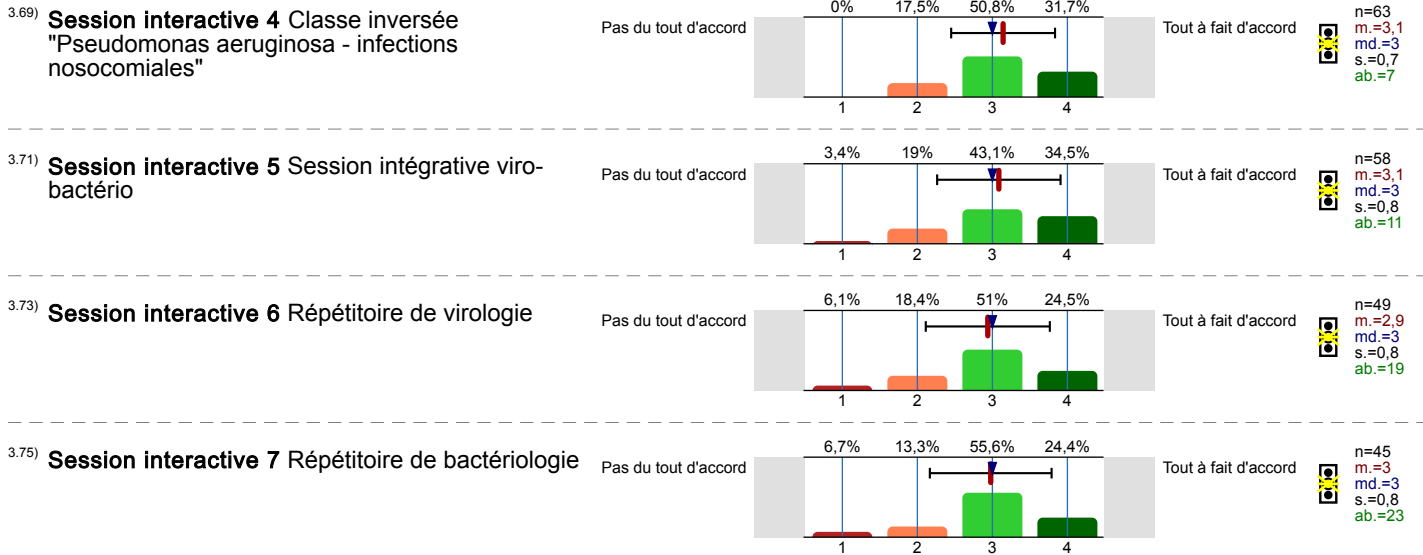 3.69) Session interactive 4 Classe inversée
"Pseudomonas aeruginosa - infections
nosocomiales"
Pas du tout d'accord
0% 17,5% 50,8% 31,7%
1 2 3 4
Tout à fait d'accord
n=63
m.=3,1
md.=3
s.=0,7
ab.=7
3.71) Session interactive 5 Session intégrative viro-
bactério
Pas du tout d'accord
3,4% 19% 43,1% 34,5%
1 2 3 4
Tout à fait d'accord
n=58
m.=3,1
md.=3
s.=0,8
ab.=11
3.73) Session interactive 6 Répétitoire de virologie
Pas du tout d'accord
6,1% 18,4% 51% 24,5%
1 2 3 4
Tout à fait d'accord
n=49
m.=2,9
md.=3
s.=0,8
ab.=19
3.75) Session interactive 7 Répétitoire de bactériologie
Pas du tout d'accord
6,7% 13,3% 55,6% 24,4%
1 2 3 4
Tout à fait d'accord
n=45
m.=3
md.=3
s.=0,8
ab.=23